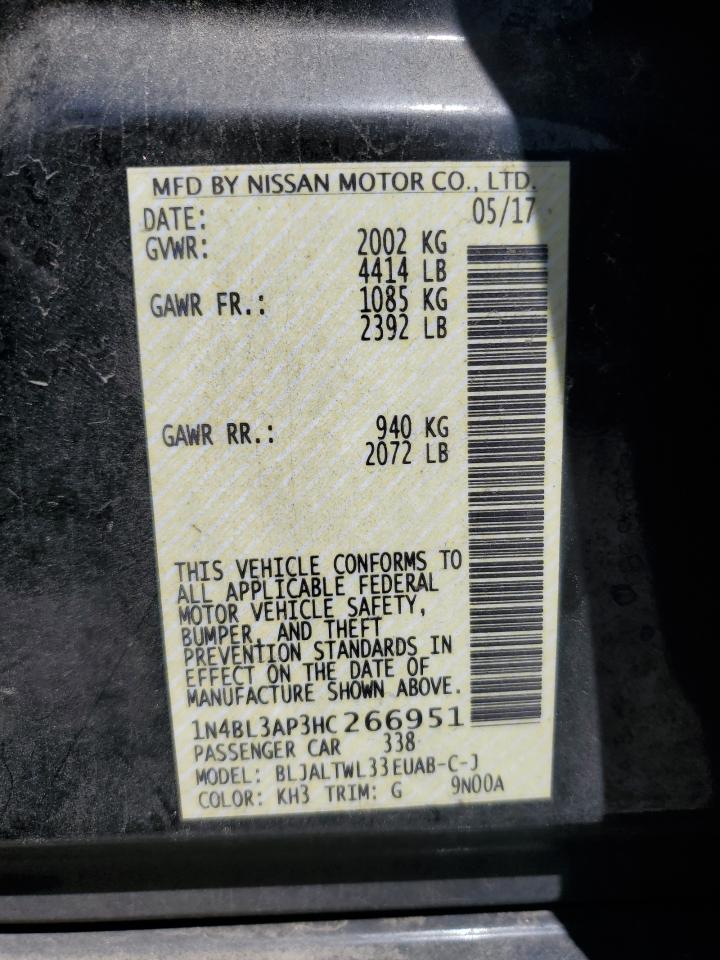 MFD BY NISSAN MOTOR CO., LTD.
DATE: 05/17
GVWR: 2002 KG
4414 LB
GAWR FR.: 1085 KG
2392 LB
GAWR RR.: 940 KG
2072 LB
THIS VEHICLE CONFORMS TO
ALL APPLICABLE FEDERAL
MOTOR VEHICLE SAFETY,
BUMPER, AND THEFT
PREVENTION STANDARDS IN
EFFECT ON THE DATE OF
MANUFACTURE SHOWN ABOVE.
1N4BL3AP3HC266951
PASSENGER CAR 338
MODEL: BLJALTWL33EUAB-C-J
COLOR: KH3 TRIM: G 9N00A